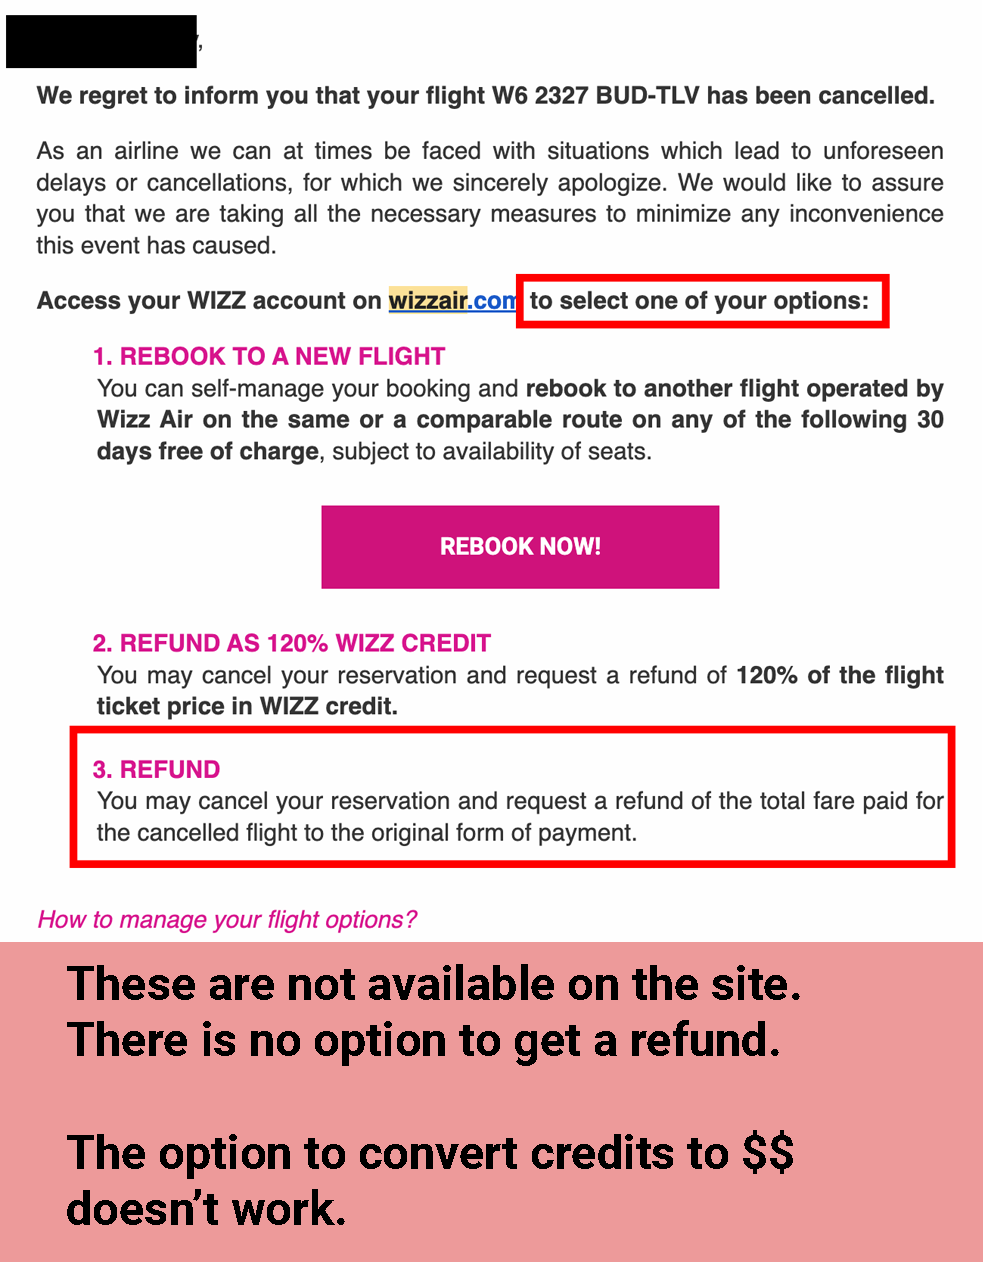 We regret to inform you that your flight W6 2327 BUD-TLV has been cancelled.
As an airline we can at times be faced with situations which lead to unforeseen
delays or cancellations, for which we sincerely apologize. We would like to assure
you that we are taking all the necessary measures to minimize any inconvenience
this event has caused.
Access your WIZZ account on wizzair.com to select one of your options:
1. REBOOK TO A NEW FLIGHT
You can self-manage your booking and rebook to another flight operated by
Wizz Air on the same or a comparable route on any of the following 30
days free of charge, subject to availability of seats.
REBOOK NOW!
2. REFUND AS 120% WIZZ CREDIT
You may cancel your reservation and request a refund of 120% of the flight
ticket price in WIZZ credit.
3. REFUND
You may cancel your reservation and request a refund of the total fare paid for
the cancelled flight to the original form of payment.
How to manage your flight options?
These are not available on the site.
There is no option to get a refund.
The option to convert credits to $$
doesn't work.